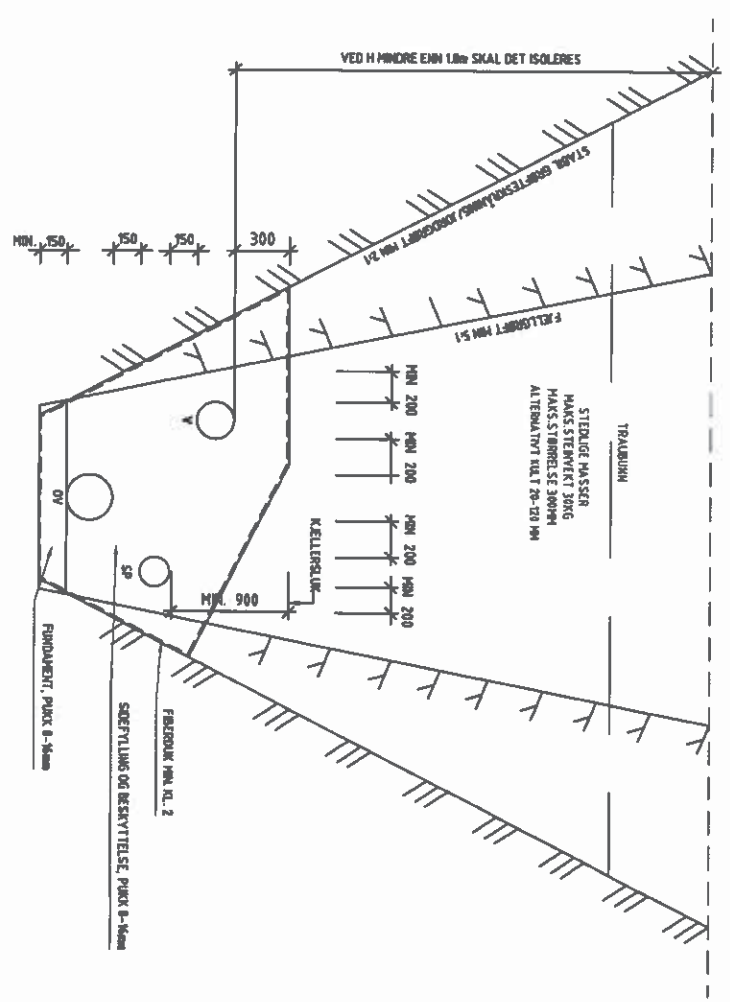 VED H MINDRE ENN 1.8m SKAL DET ISOLERES
STABIL GRØFTESKRÅNING/JORDGRØFT MIN 2:1
FJELLGRØFT MIN 5:1
TRAUBUNN
STEDLIGE MASSER
MAKS.STEINVEKT 30KG
MAKS.STØRRELSE 300MM
ALTERNATIVT KULT 20-120 MM
MIN. 150
150
150
300
MIN 200
MIN 200
MIN 200
MIN 200
KJELLERSLUK
MIN. 900
V
OV
SP
FUNDAMENT, PUKK 8-16mm
SIDEFYLLING OG BESKYTTELSE, PUKK 8-16mm
FIBERDUK MIN. KL. 2